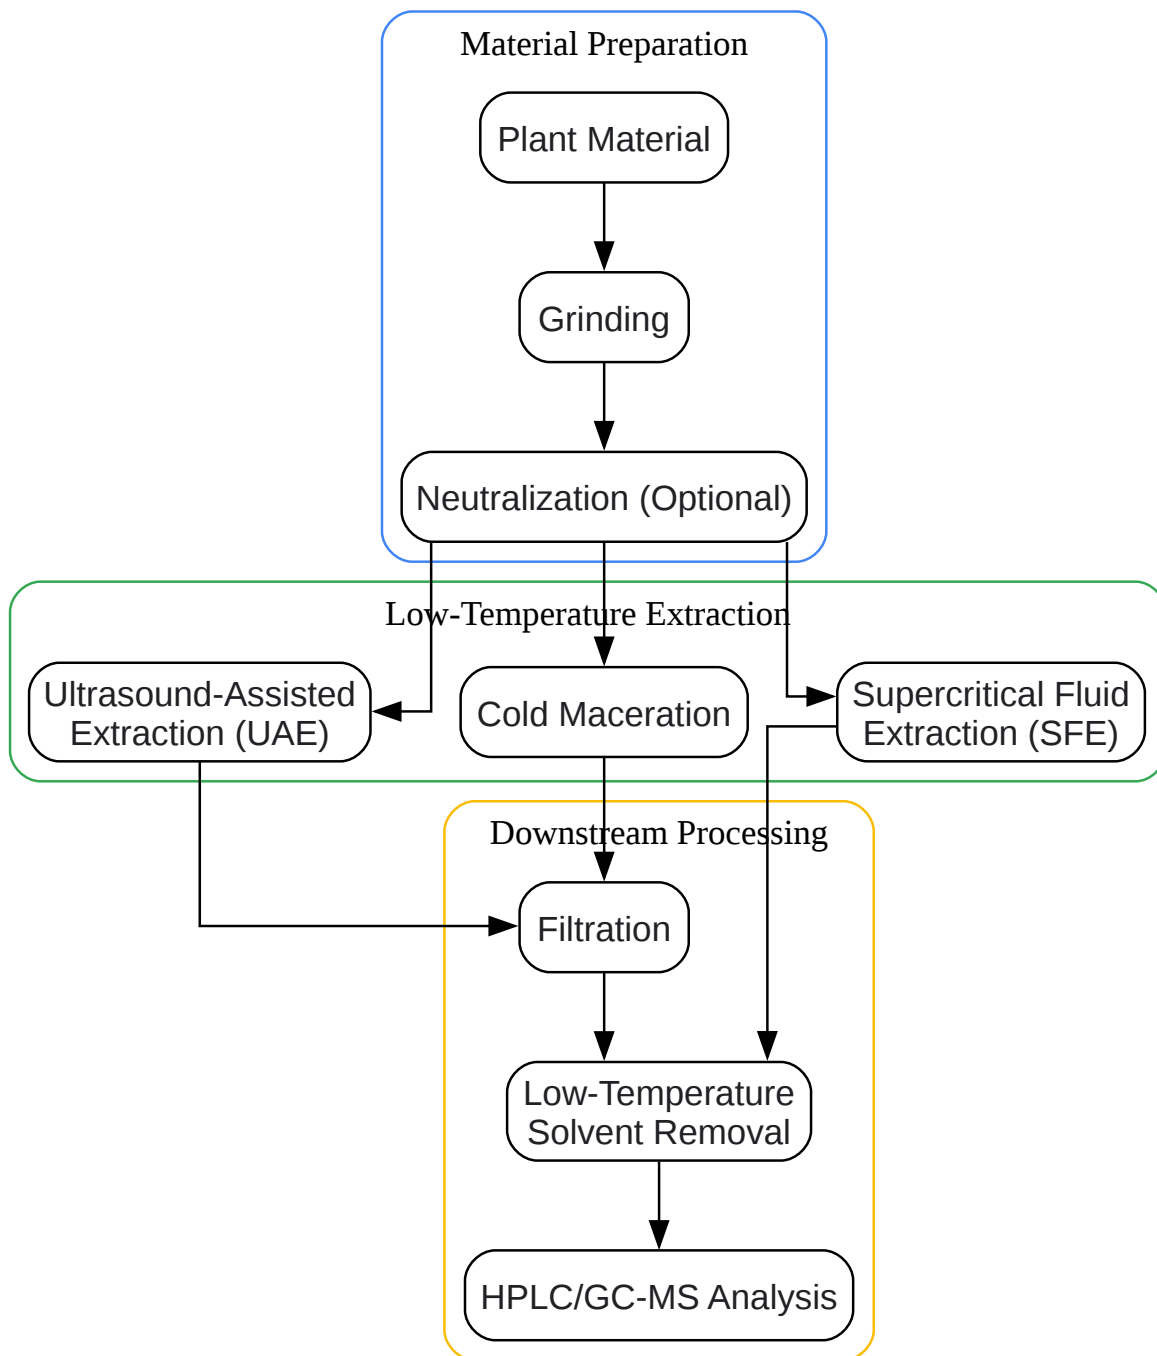 Material Preparation
Plant Material
Grinding
Neutralization (Optional)
Low-Temperature Extraction
Ultrasound-Assisted
Extraction (UAE)
Cold Maceration
Supercritical Fluid
Extraction (SFE)
Downstream Processing
Filtration
Low-Temperature
Solvent Removal
HPLC/GC-MS Analysis